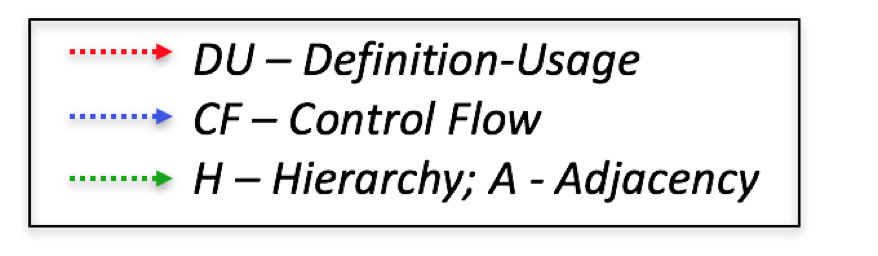 DU – Definition-Usage
CF – Control Flow
H – Hierarchy; A - Adjacency